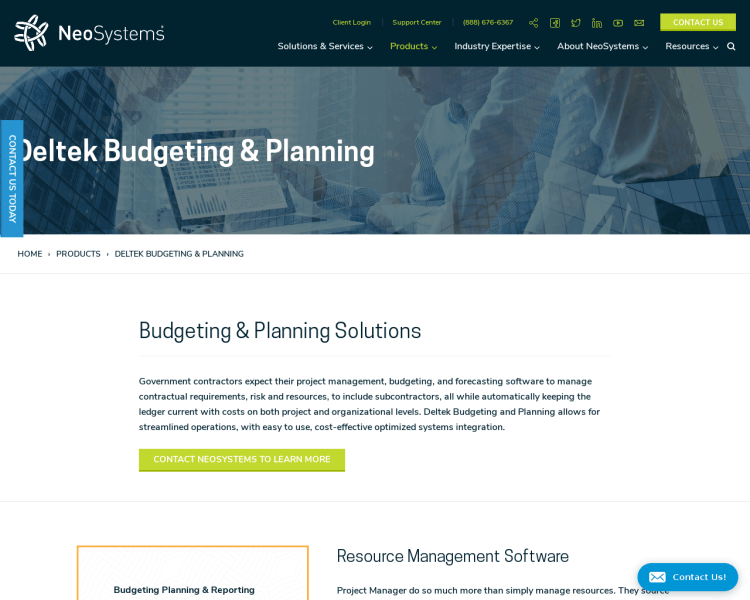 NeoSystems
Client Login
Support Center
(888) 676-6367
CONTACT US
Solutions & Services
Products
Industry Expertise
About NeoSystems
Resources
CONTACT US TODAY
Deltek Budgeting & Planning
HOME › PRODUCTS › DELTEK BUDGETING & PLANNING
Budgeting & Planning Solutions
Government contractors expect their project management, budgeting, and forecasting software to manage
contractual requirements, risk and resources, to include subcontractors, all while automatically keeping the
ledger current with costs on both project and organizational levels. Deltek Budgeting and Planning allows for
streamlined operations, with easy to use, cost-effective optimized systems integration.
CONTACT NEOSYSTEMS TO LEARN MORE
Budgeting Planning & Reporting
Resource Management Software
Project Manager do so much more than simply manage resources. They source
Contact Us!